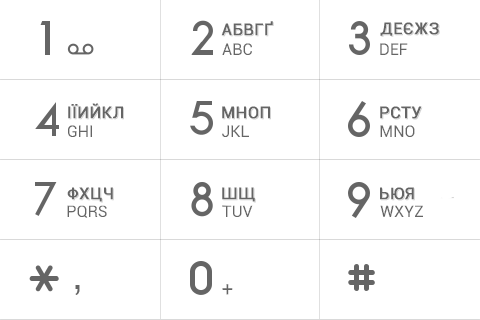 1
2 АБВГҐ
ABC
3 ДЕЄЖЗ
DEF
4 ІЇИЙКЛ
GHI
5 МНОП
JKL
6 РСТУ
MNO
7 ФХЦЧ
PQRS
8 ШЩ
TUV
9 ЬЮЯ
WXYZ
* ,
0 +
#